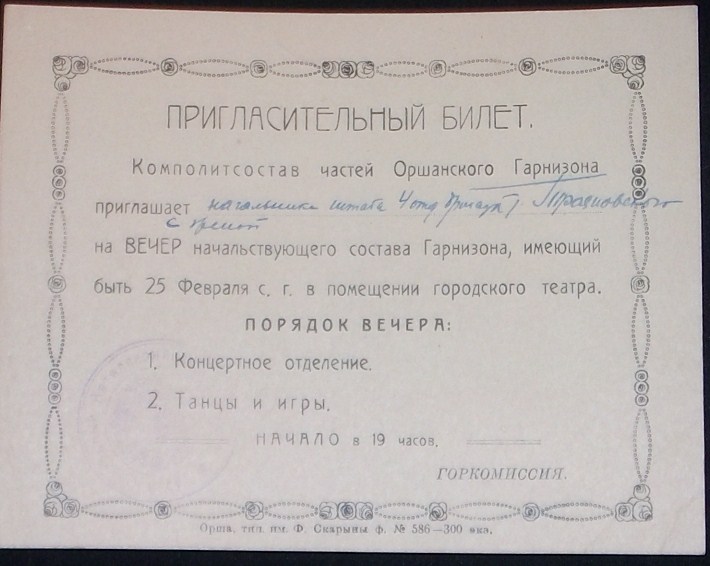 ПРИГЛАСИТЕЛЬНЫЙ БИЛЕТ.
Комполитсостав частей Оршанского Гарнизона
приглашает начальника штаба
с
на ВЕЧЕР начальствующего состава Гарнизона, имеющий
быть 25 Февраля с. г. в помещении городского театра.
ПОРЯДОК ВЕЧЕРА:
1. Концертное отделение.
2. Танцы и игры.
НАЧАЛО в 19 часов.
ГОРКОМИССИЯ.
Орша, тип. им. Ф. Скарыны ф. № 586—300 экз.